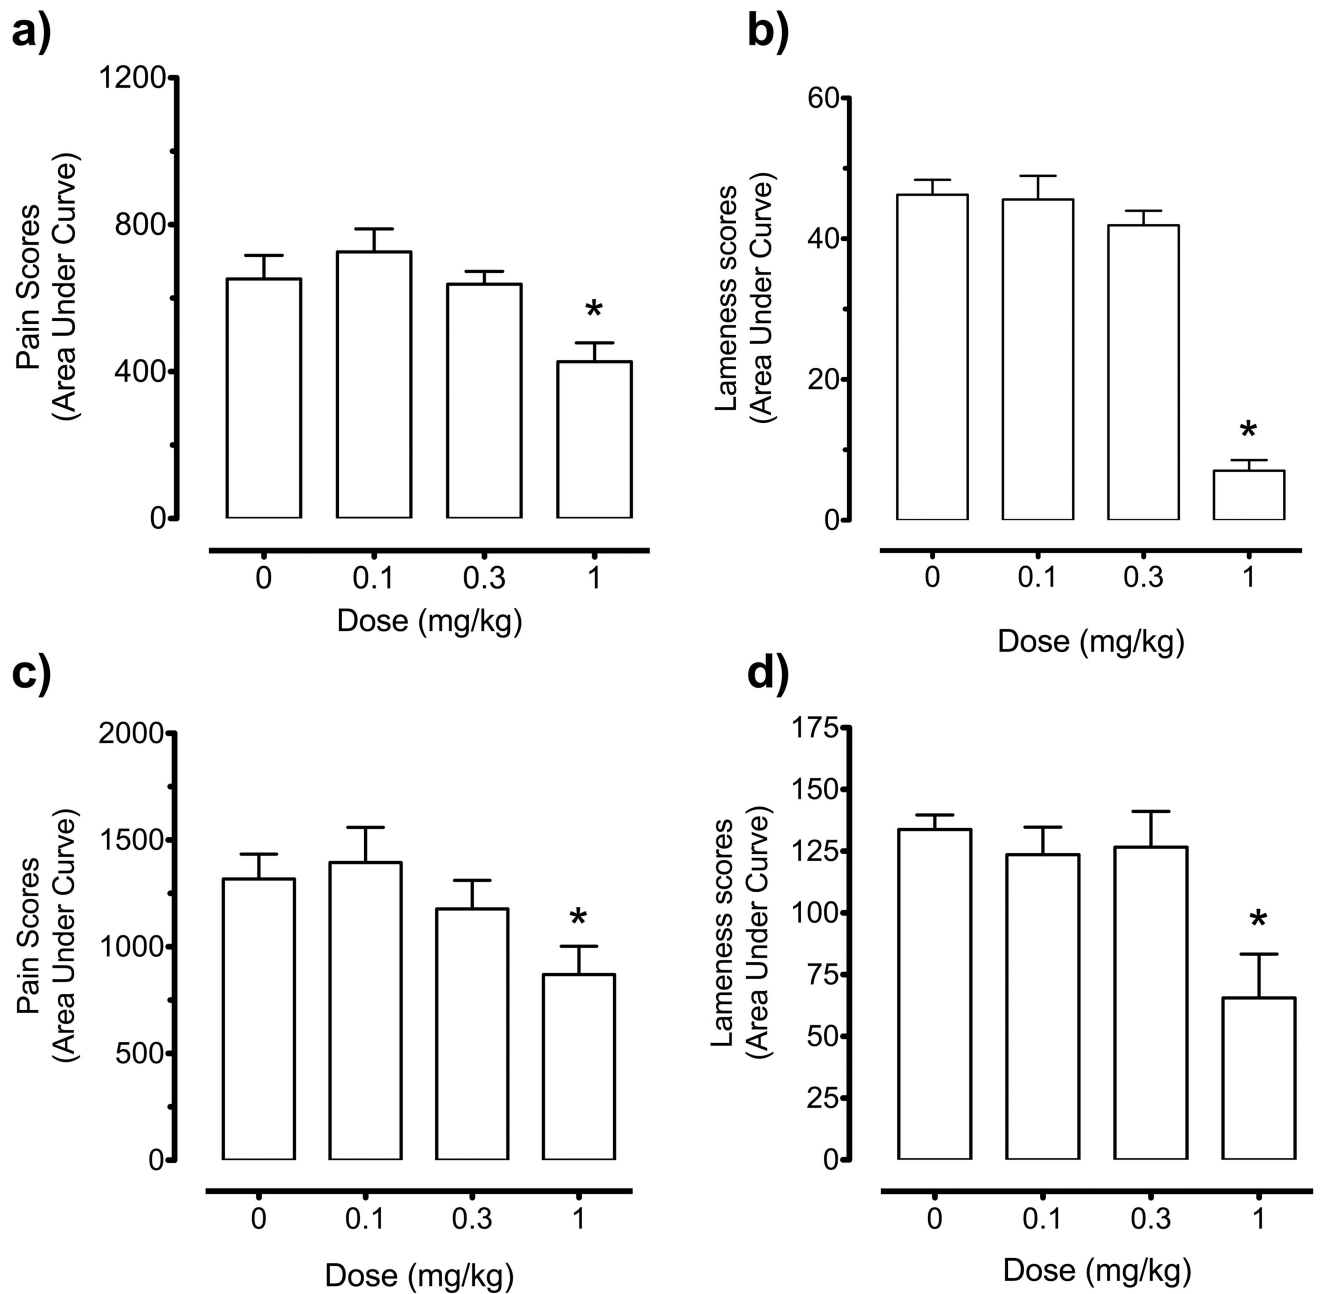 a)
1200
800
400
0
Pain Scores
(Area Under Curve)
0 0.1 0.3 1
*
Dose (mg/kg)
b)
60
40
20
0
Lameness scores
(Area Under Curve)
*
0 0.1 0.3 1
Dose (mg/kg)
c)
2000
1500
1000
500
0
Pain Scores
(Area Under Curve)
*
0 0.1 0.3 1
Dose (mg/kg)
d)
175
150
125
100
75
50
25
0
Lameness scores
(Area Under Curve)
*
0 0.1 0.3 1
Dose (mg/kg)